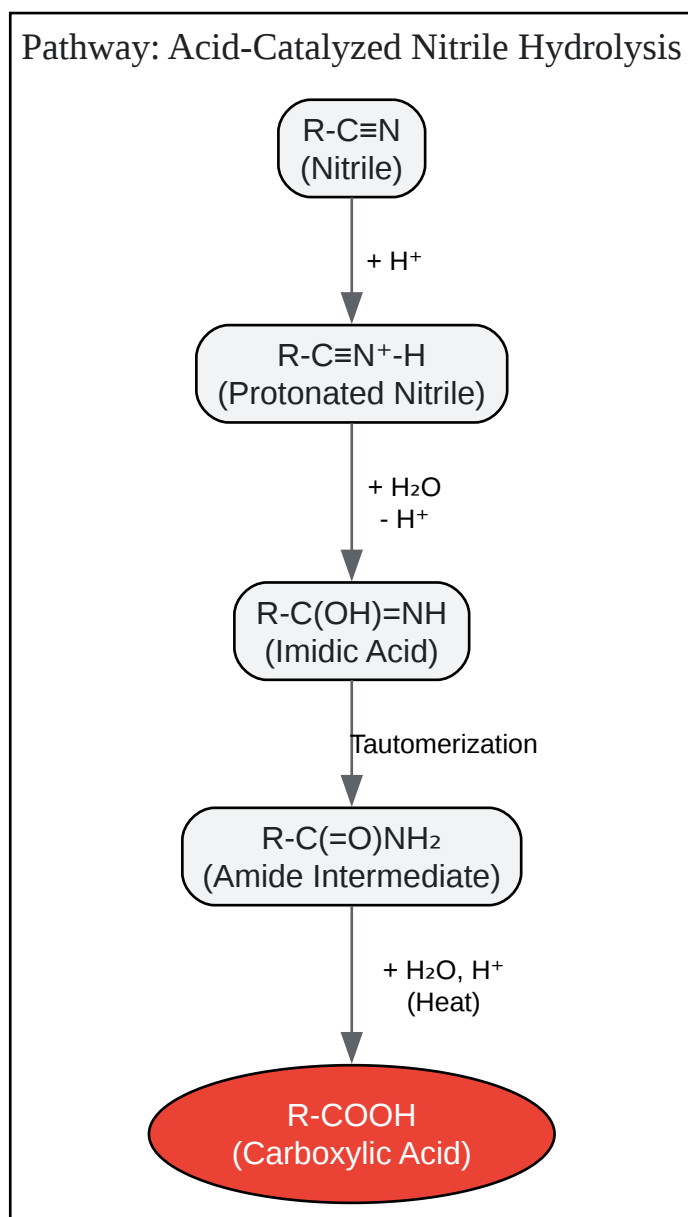 Pathway: Acid-Catalyzed Nitrile Hydrolysis
R-C≡N
(Nitrile)
+ H⁺
R-C≡N⁺-H
(Protonated Nitrile)
+ H₂O
- H⁺
R-C(OH)=NH
(Imidic Acid)
Tautomerization
R-C(=O)NH₂
(Amide Intermediate)
+ H₂O, H⁺
(Heat)
R-COOH
(Carboxylic Acid)